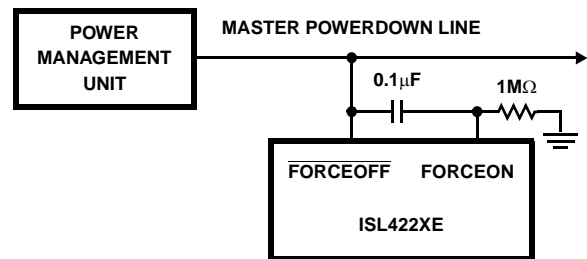 POWER
MANAGEMENT
UNIT
MASTER POWERDOWN LINE
0.1μF
1MΩ
FORCEOFF
FORCEON
ISL422XE